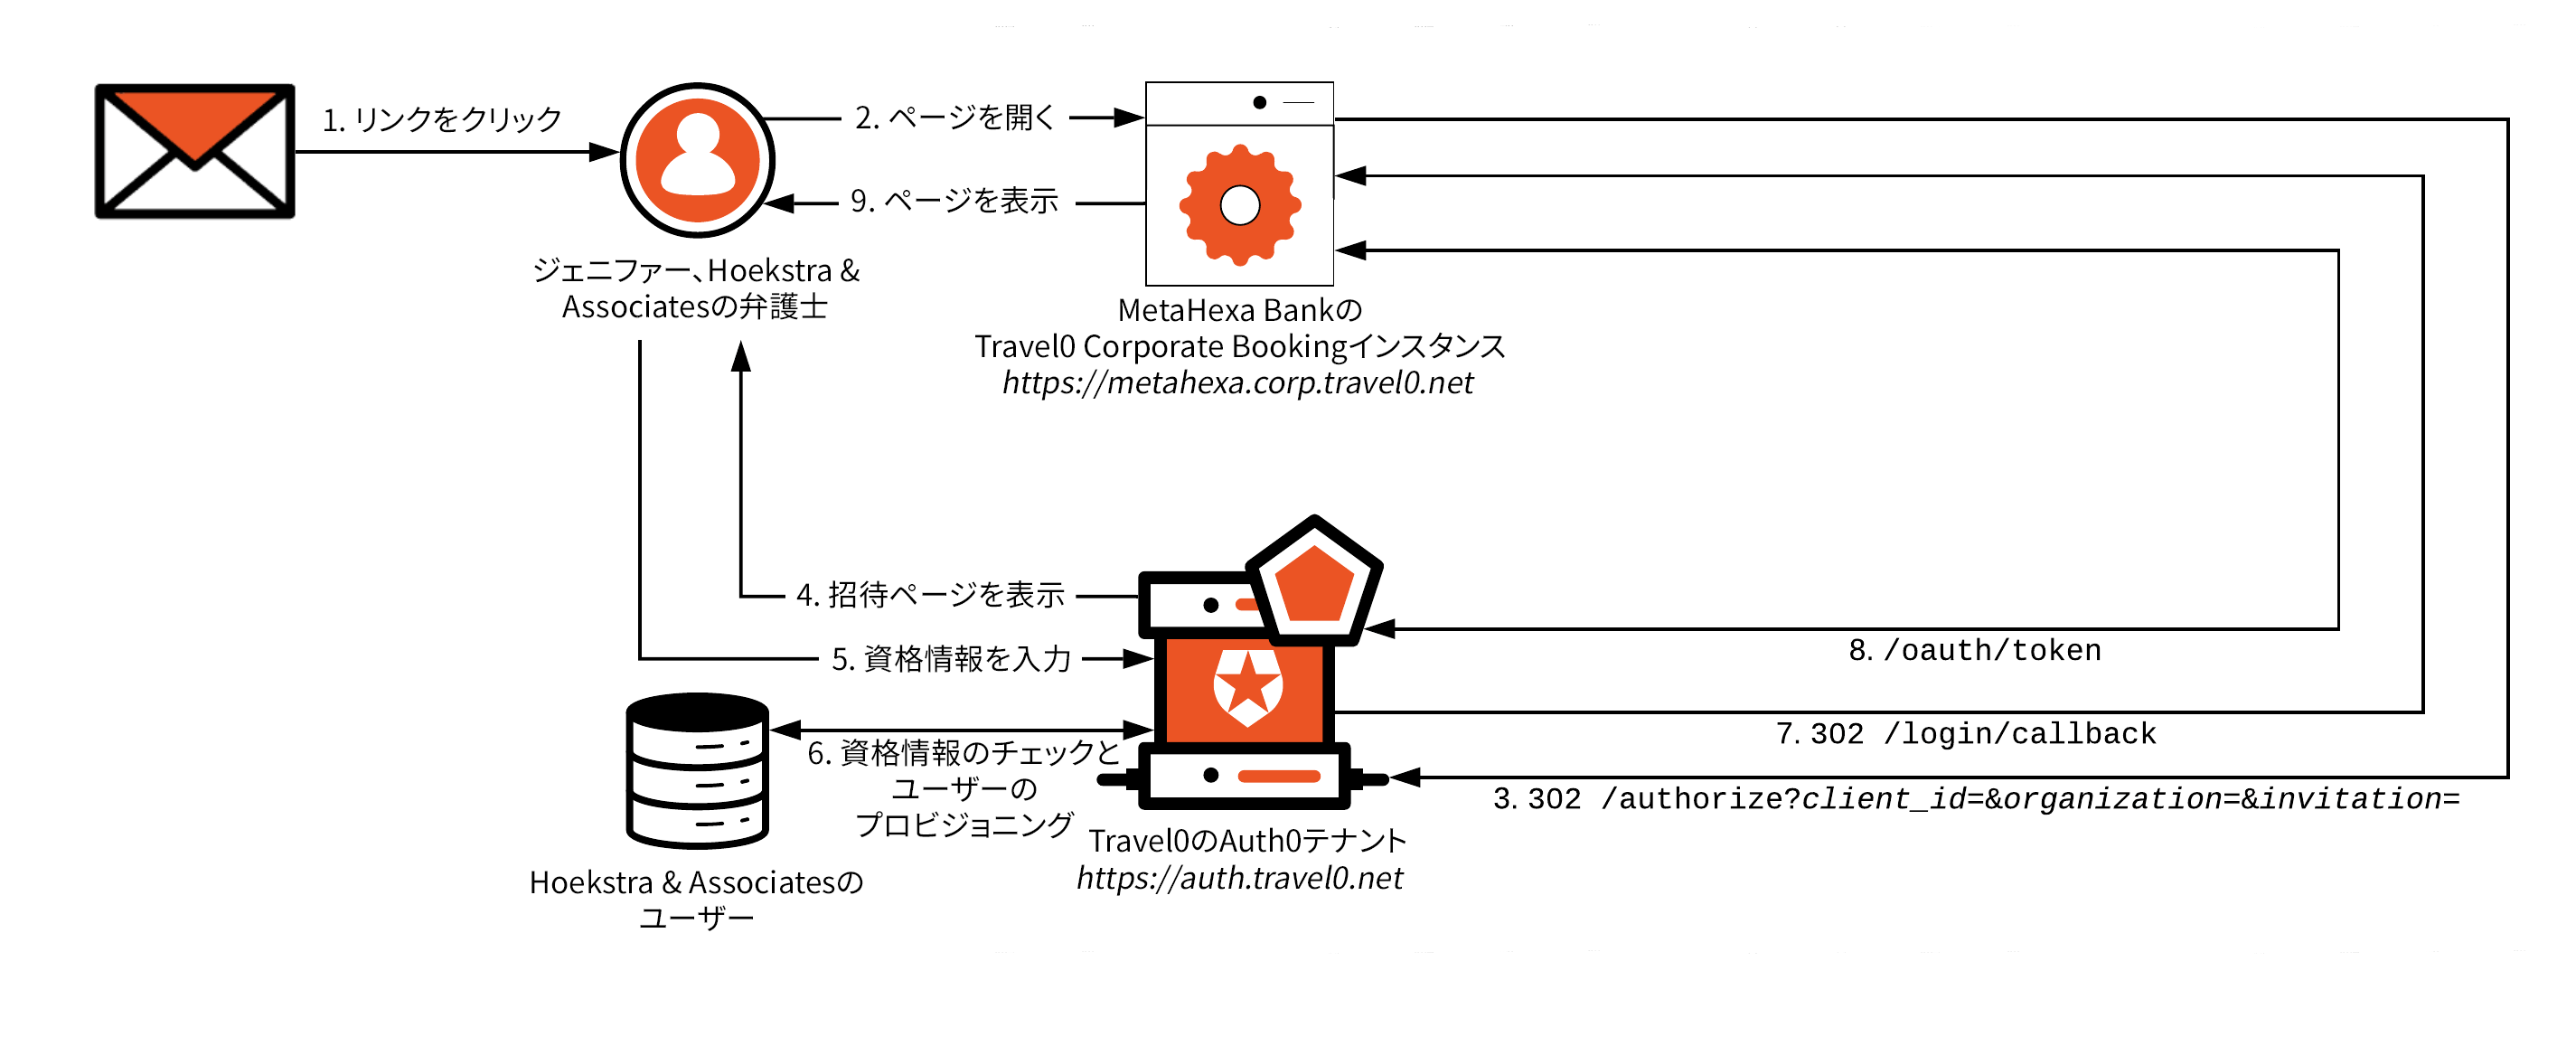 1. リンクをクリック
2. ページを開く
9. ページを表示
ジェニファー、Hoekstra &
Associatesの弁護士
MetaHexa Bankの
Travel0 Corporate Bookingインスタンス
https://metahexa.corp.travel0.net
4. 招待ページを表示
5. 資格情報を入力
6. 資格情報のチェックと
ユーザーの
プロビジョニング
8. /oauth/token
7. 302 /login/callback
3. 302 /authorize?client_id=&organization=&invitation=
Travel0のAuth0テナント
https://auth.travel0.net
Hoekstra & Associatesの
ユーザー